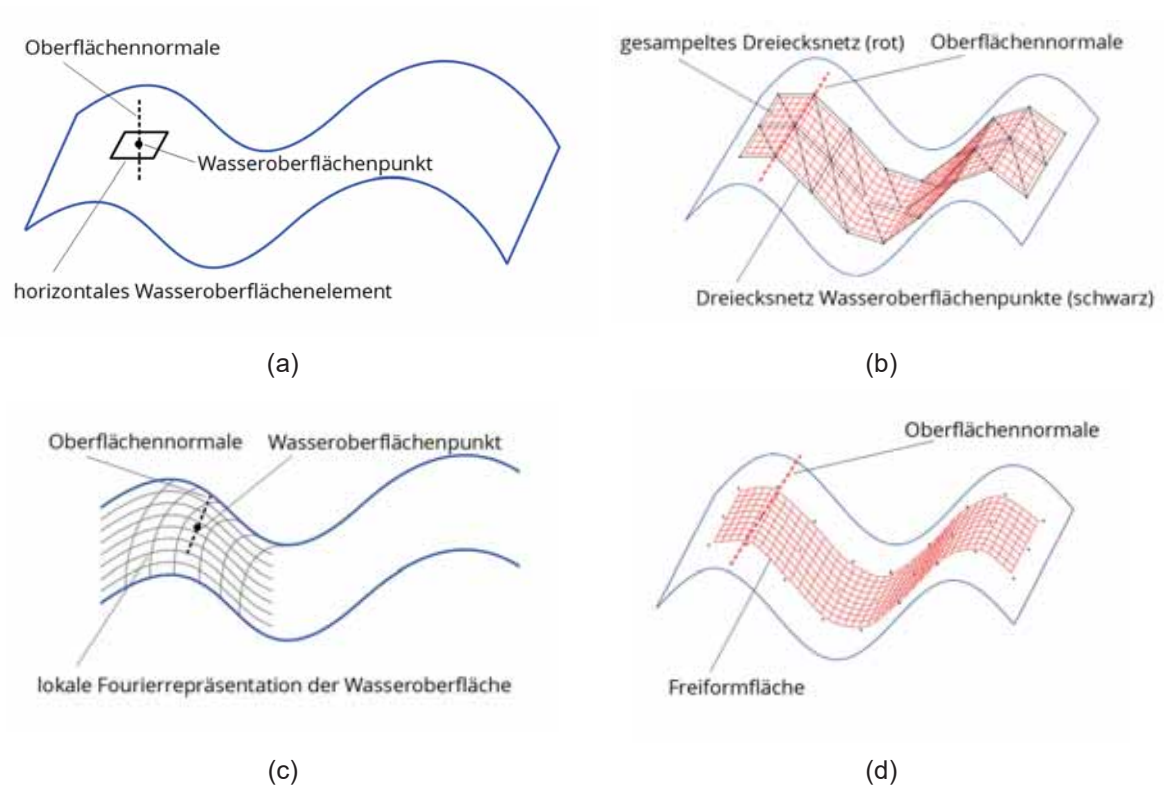 Oberflächennormale
Wasseroberflächenpunkt
horizontales Wasseroberflächenelement
(a)
gesampeltes Dreiecksnetz (rot)
Oberflächennormale
Dreiecksnetz Wasseroberflächenpunkte (schwarz)
(b)
Oberflächennormale
Wasseroberflächenpunkt
lokale Fourierrepräsentation der Wasseroberfläche
(c)
Oberflächennormale
Freiformfläche
(d)